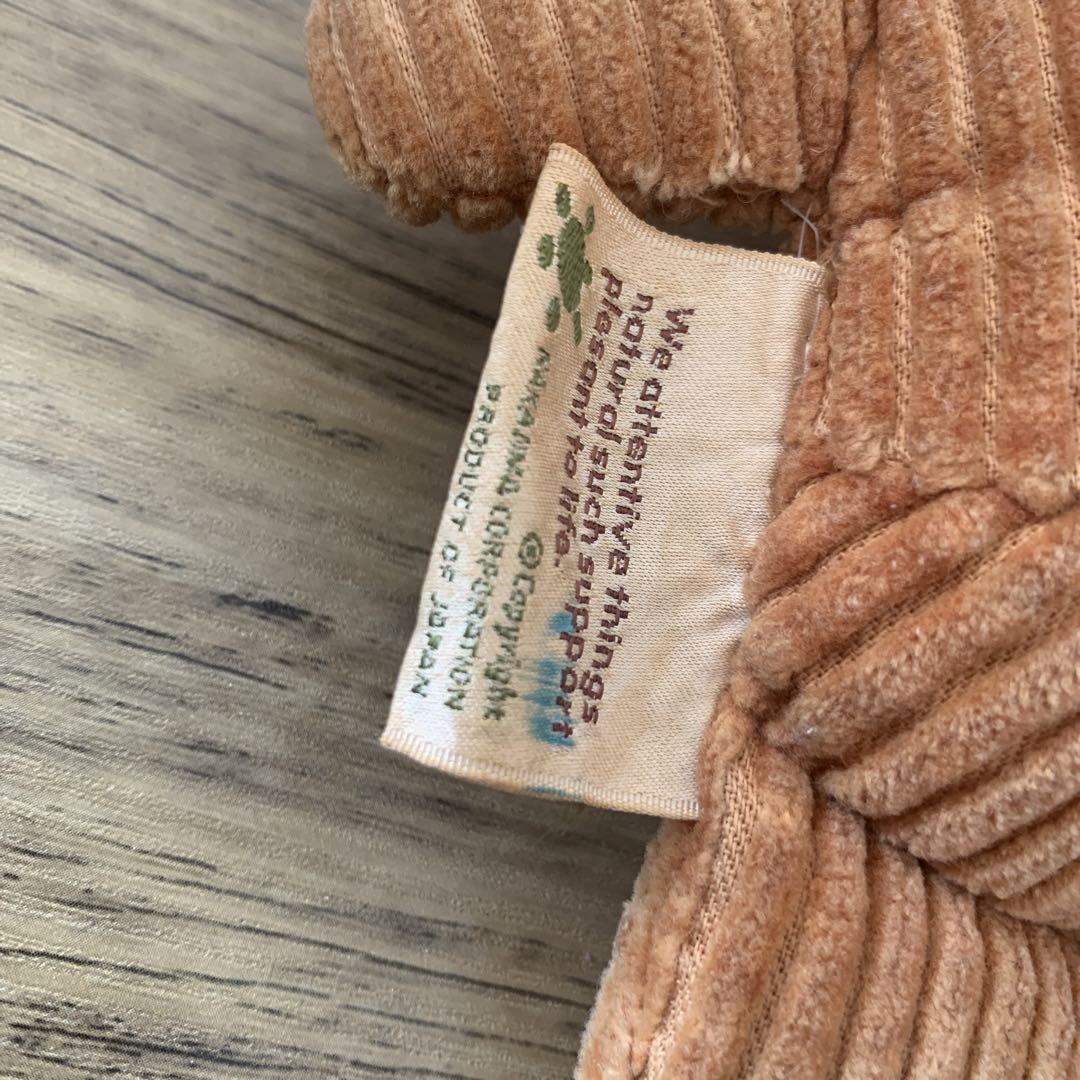 We attentive things
natural such support
pleasant to life.
©Copyright
NAKAJIMA CORPORATION
PRODUCT OF JAPAN